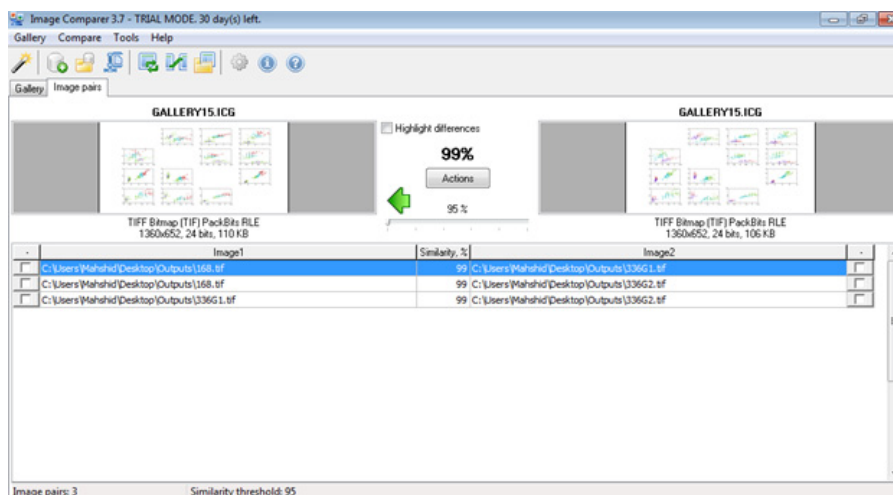 Image Comparer 3.7 - TRIAL MODE. 30 day(s) left.
Gallery Compare Tools Help
Gallery Image pairs
GALLERY15.ICG
Highlight differences
99%
Actions
95 %
GALLERY15.ICG
TIFF Bitmap (TIF) PackBits RLE
1360x652, 24 bits, 110 KB
TIFF Bitmap (TIF) PackBits RLE
1360x652, 24 bits, 106 KB
- Image1 Similarity, % Image2 -
C:\Users\Mahshid\Desktop\Outputs\168.tif 99 C:\Users\Mahshid\Desktop\Outputs\336G1.tif
C:\Users\Mahshid\Desktop\Outputs\168.tif 99 C:\Users\Mahshid\Desktop\Outputs\336G2.tif
C:\Users\Mahshid\Desktop\Outputs\336G1.tif 99 C:\Users\Mahshid\Desktop\Outputs\336G2.tif
Image pairs: 3 Similarity threshold: 95